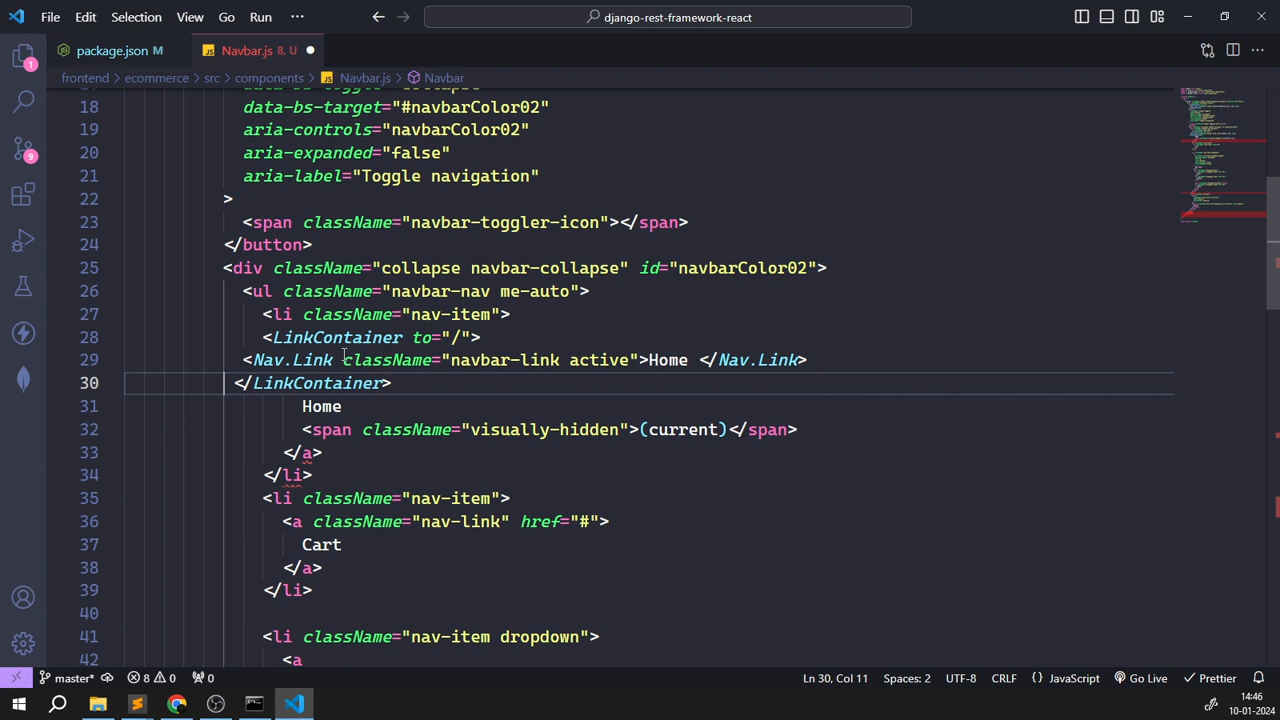 File Edit Selection View Go Run ··· django-rest-framework-react
package.json M Navbar.js 8, U
frontend > ecommerce > src > components > Navbar.js > Navbar
18 data-bs-target="#navbarColor02"
19 aria-controls="navbarColor02"
20 aria-expanded="false"
21 aria-label="Toggle navigation"
22 >
23 <span className="navbar-toggler-icon"></span>
24 </button>
25 <div className="collapse navbar-collapse" id="navbarColor02">
26 <ul className="navbar-nav me-auto">
27 <li className="nav-item">
28 <LinkContainer to="/">
29 <Nav.Link className="navbar-link active">Home </Nav.Link>
30 </LinkContainer>
31 Home
32 <span className="visually-hidden">(current)</span>
33 </a>
34 </li>
35 <li className="nav-item">
36 <a className="nav-link" href="#">
37 Cart
38 </a>
39 </li>
40
41 <li className="nav-item dropdown">
42 <a
1
9
master* 8 0 0 Ln 30, Col 11 Spaces: 2 UTF-8 CRLF { } JavaScript Go Live Prettier
14:46
10-01-2024